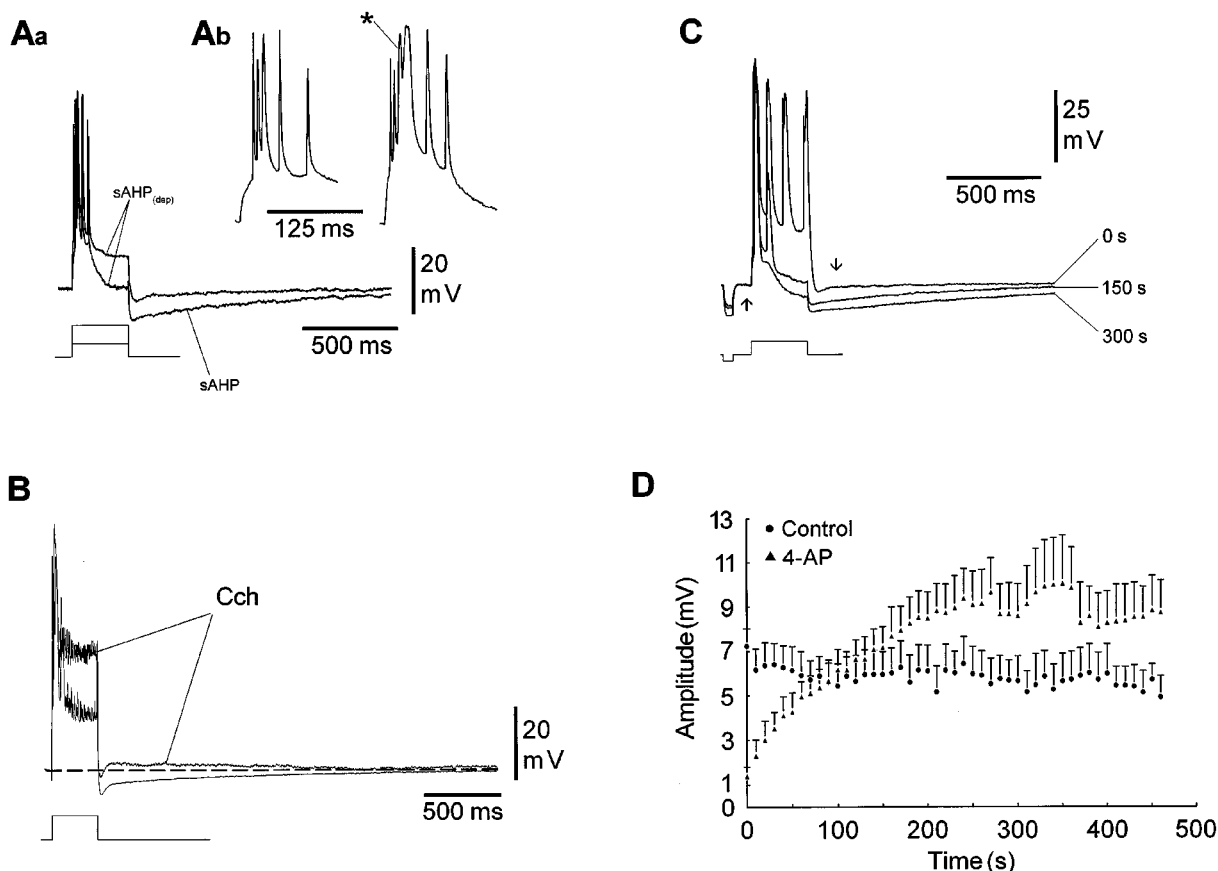 Aa
Ab
*
sAHP(dep)
125 ms
20
mV
500 ms
sAHP
C
25
mV
500 ms
0 s
150 s
300 s
B
Cch
20
mV
500 ms
D
● Control
▲ 4-AP
Amplitude (mV)
13
11
9
7
5
3
1
0
0
100
200
300
400
500
Time (s)